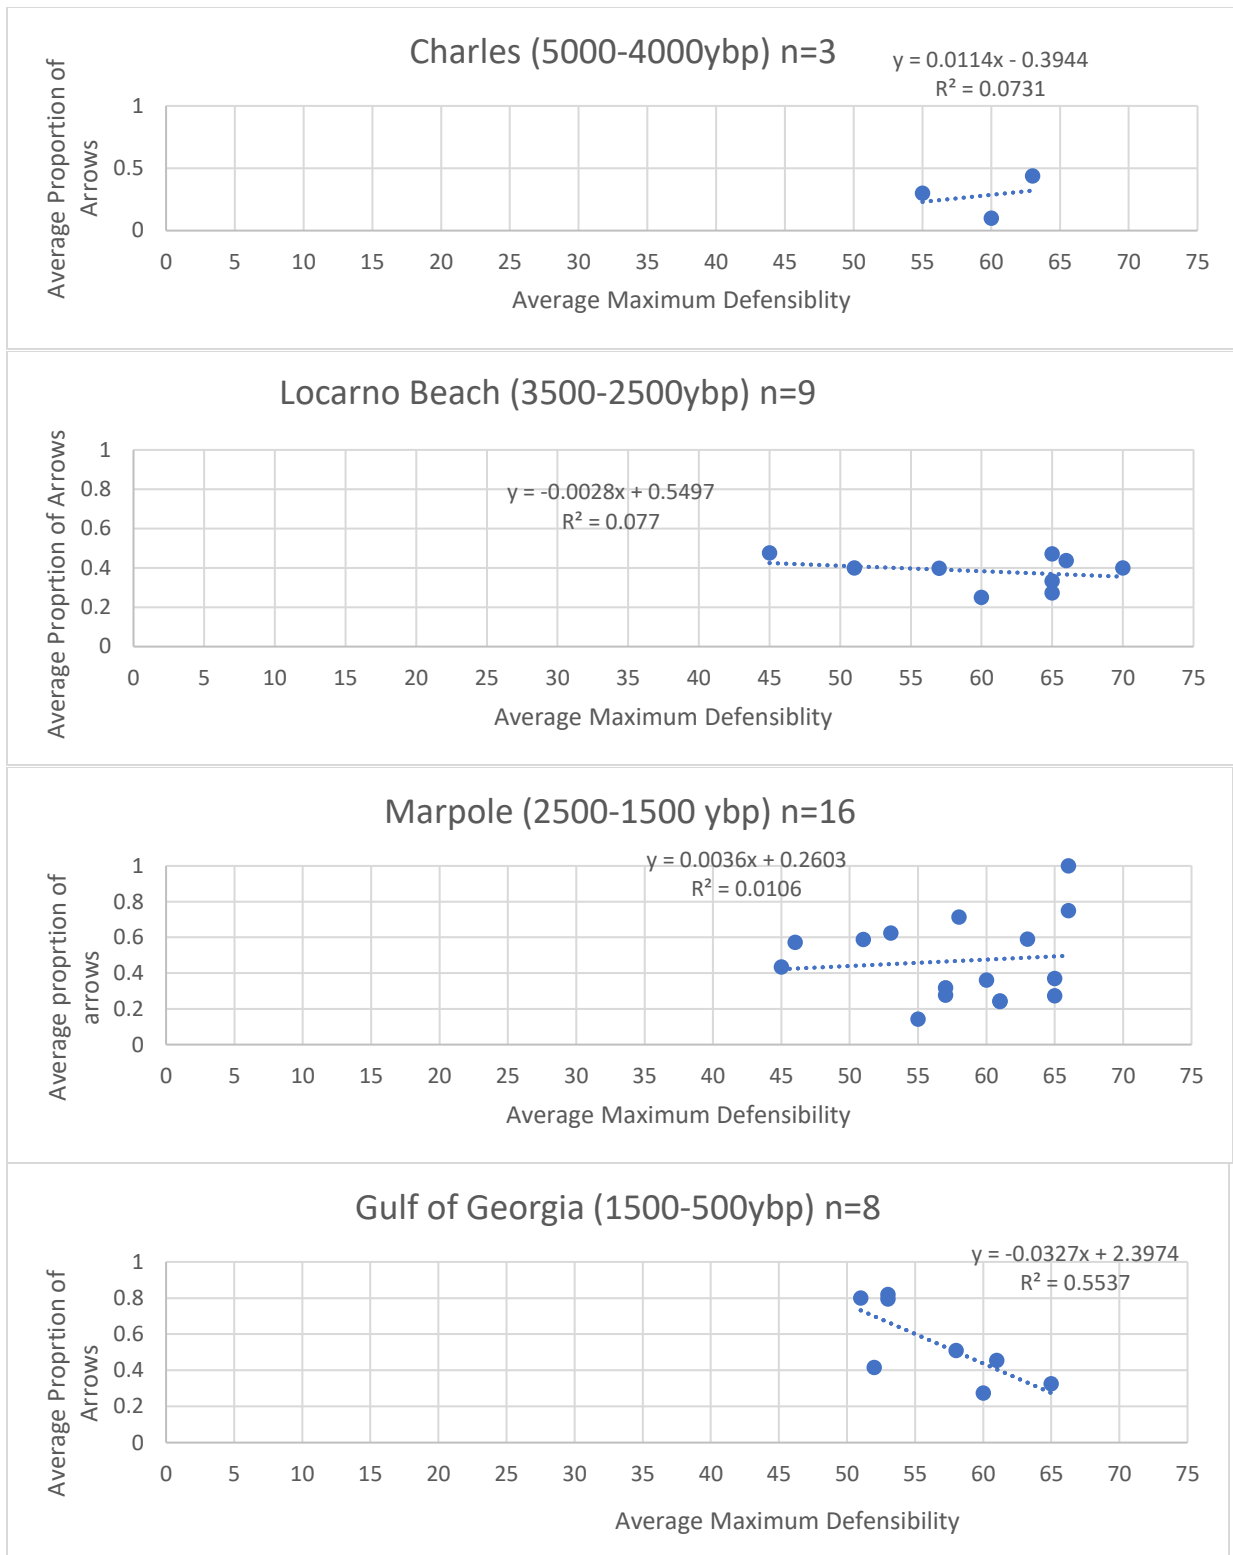 Charles (5000-4000ybp) n=3
y = 0.0114x - 0.3944
R² = 0.0731
Average Proportion of
Arrows
1
0.5
0
0 5 10 15 20 25 30 35 40 45 50 55 60 65 70 75
Average Maximum Defensiblity
Locarno Beach (3500-2500ybp) n=9
y = -0.0028x + 0.5497
R² = 0.077
Average Proprtion of Arrows
1
0.8
0.6
0.4
0.2
0
0 5 10 15 20 25 30 35 40 45 50 55 60 65 70 75
Average Maximum Defensiblity
Marpole (2500-1500 ybp) n=16
y = 0.0036x + 0.2603
R² = 0.0106
Average proprtion of
arrows
1
0.8
0.6
0.4
0.2
0
0 5 10 15 20 25 30 35 40 45 50 55 60 65 70 75
Average Maximum Defensibility
Gulf of Georgia (1500-500ybp) n=8
y = -0.0327x + 2.3974
R² = 0.5537
Average Proprtion of
Arrows
1
0.8
0.6
0.4
0.2
0
0 5 10 15 20 25 30 35 40 45 50 55 60 65 70 75
Average Maximum Defensibility